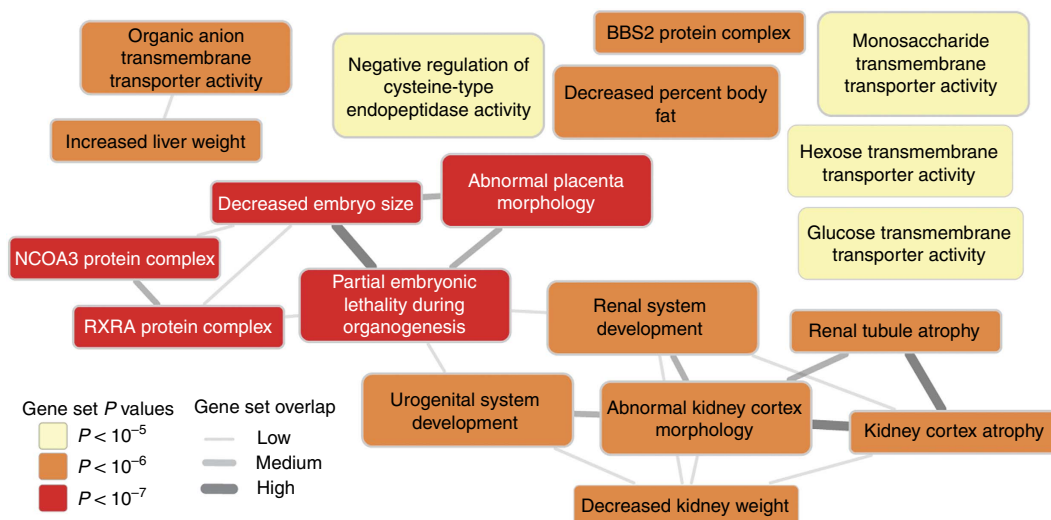 Organic anion
transmembrane
transporter activity
Increased liver weight
Negative regulation of
cysteine-type
endopeptidase activity
BBS2 protein complex
Decreased percent body
fat
Monosaccharide
transmembrane
transporter activity
Hexose transmembrane
transporter activity
Glucose transmembrane
transporter activity
Decreased embryo size
Abnormal placenta
morphology
NCOA3 protein complex
RXRA protein complex
Partial embryonic
lethality during
organogenesis
Renal system
development
Renal tubule atrophy
Urogenital system
development
Abnormal kidney cortex
morphology
Kidney cortex atrophy
Decreased kidney weight
Gene set P values
P < 10⁻⁵
P < 10⁻⁶
P < 10⁻⁷
Gene set overlap
Low
Medium
High